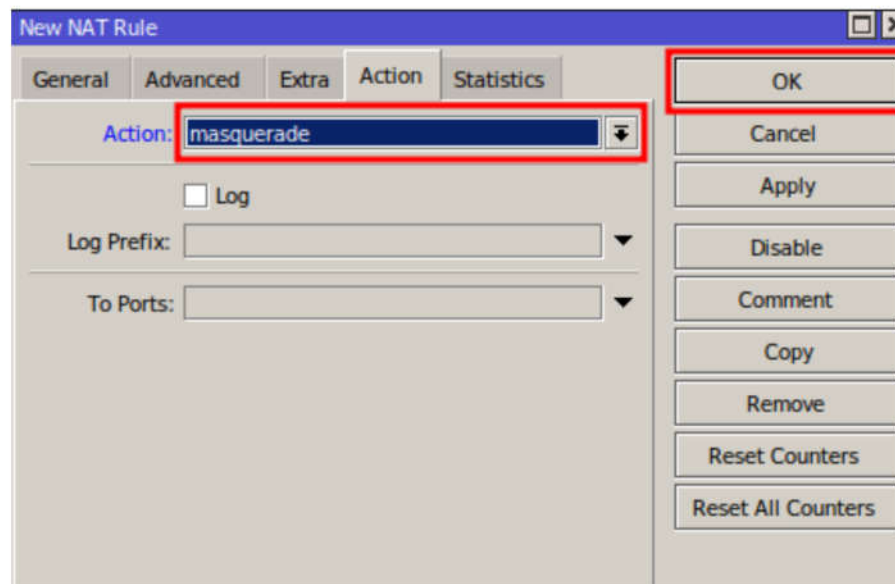 New NAT Rule
General Advanced Extra Action Statistics
Action: masquerade
Log
Log Prefix:
To Ports:
OK
Cancel
Apply
Disable
Comment
Copy
Remove
Reset Counters
Reset All Counters